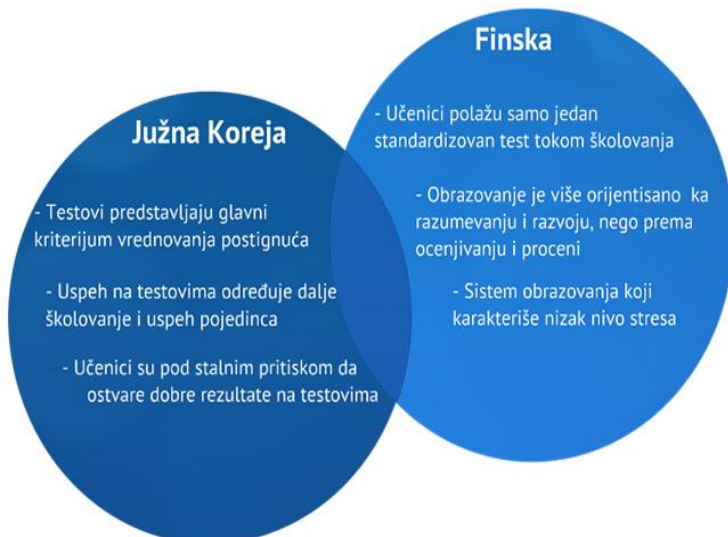 Južna Koreja
- Testovi predstavljaju glavni
kriterijum vrednovanja postignuća
- Uspeh na testovima određuje dalje
školovanje i uspeh pojedinca
- Učenici su pod stalnim pritiskom da
ostvare dobre rezultate na testovima
Finska
- Učenici polažu samo jedan
standardizovan test tokom školovanja
- Obrazovanje je više orijentisano ka
razumevanju i razvoju, nego prema
ocenjivanju i proceni
- Sistem obrazovanja koji
karakteriše nizak nivo stresa